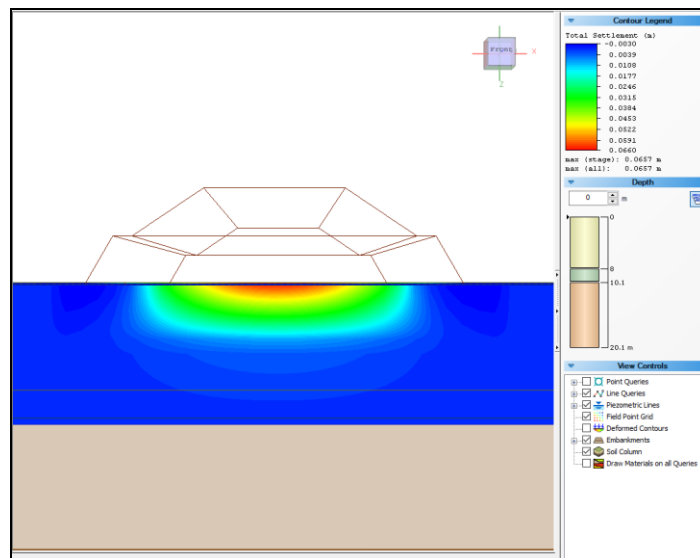 Front
X
Z
Contour Legend
Total Settlement (m)
-0.0030
0.0039
0.0108
0.0177
0.0246
0.0315
0.0384
0.0453
0.0522
0.0591
0.0660
max (stage): 0.0657 m
max (all): 0.0657 m
Depth
0 m
0
8
10.1
20.1 m
View Controls
Point Queries
Line Queries
Piezometric Lines
Field Point Grid
Deformed Contours
Embankments
Soil Column
Draw Materials on all Queries